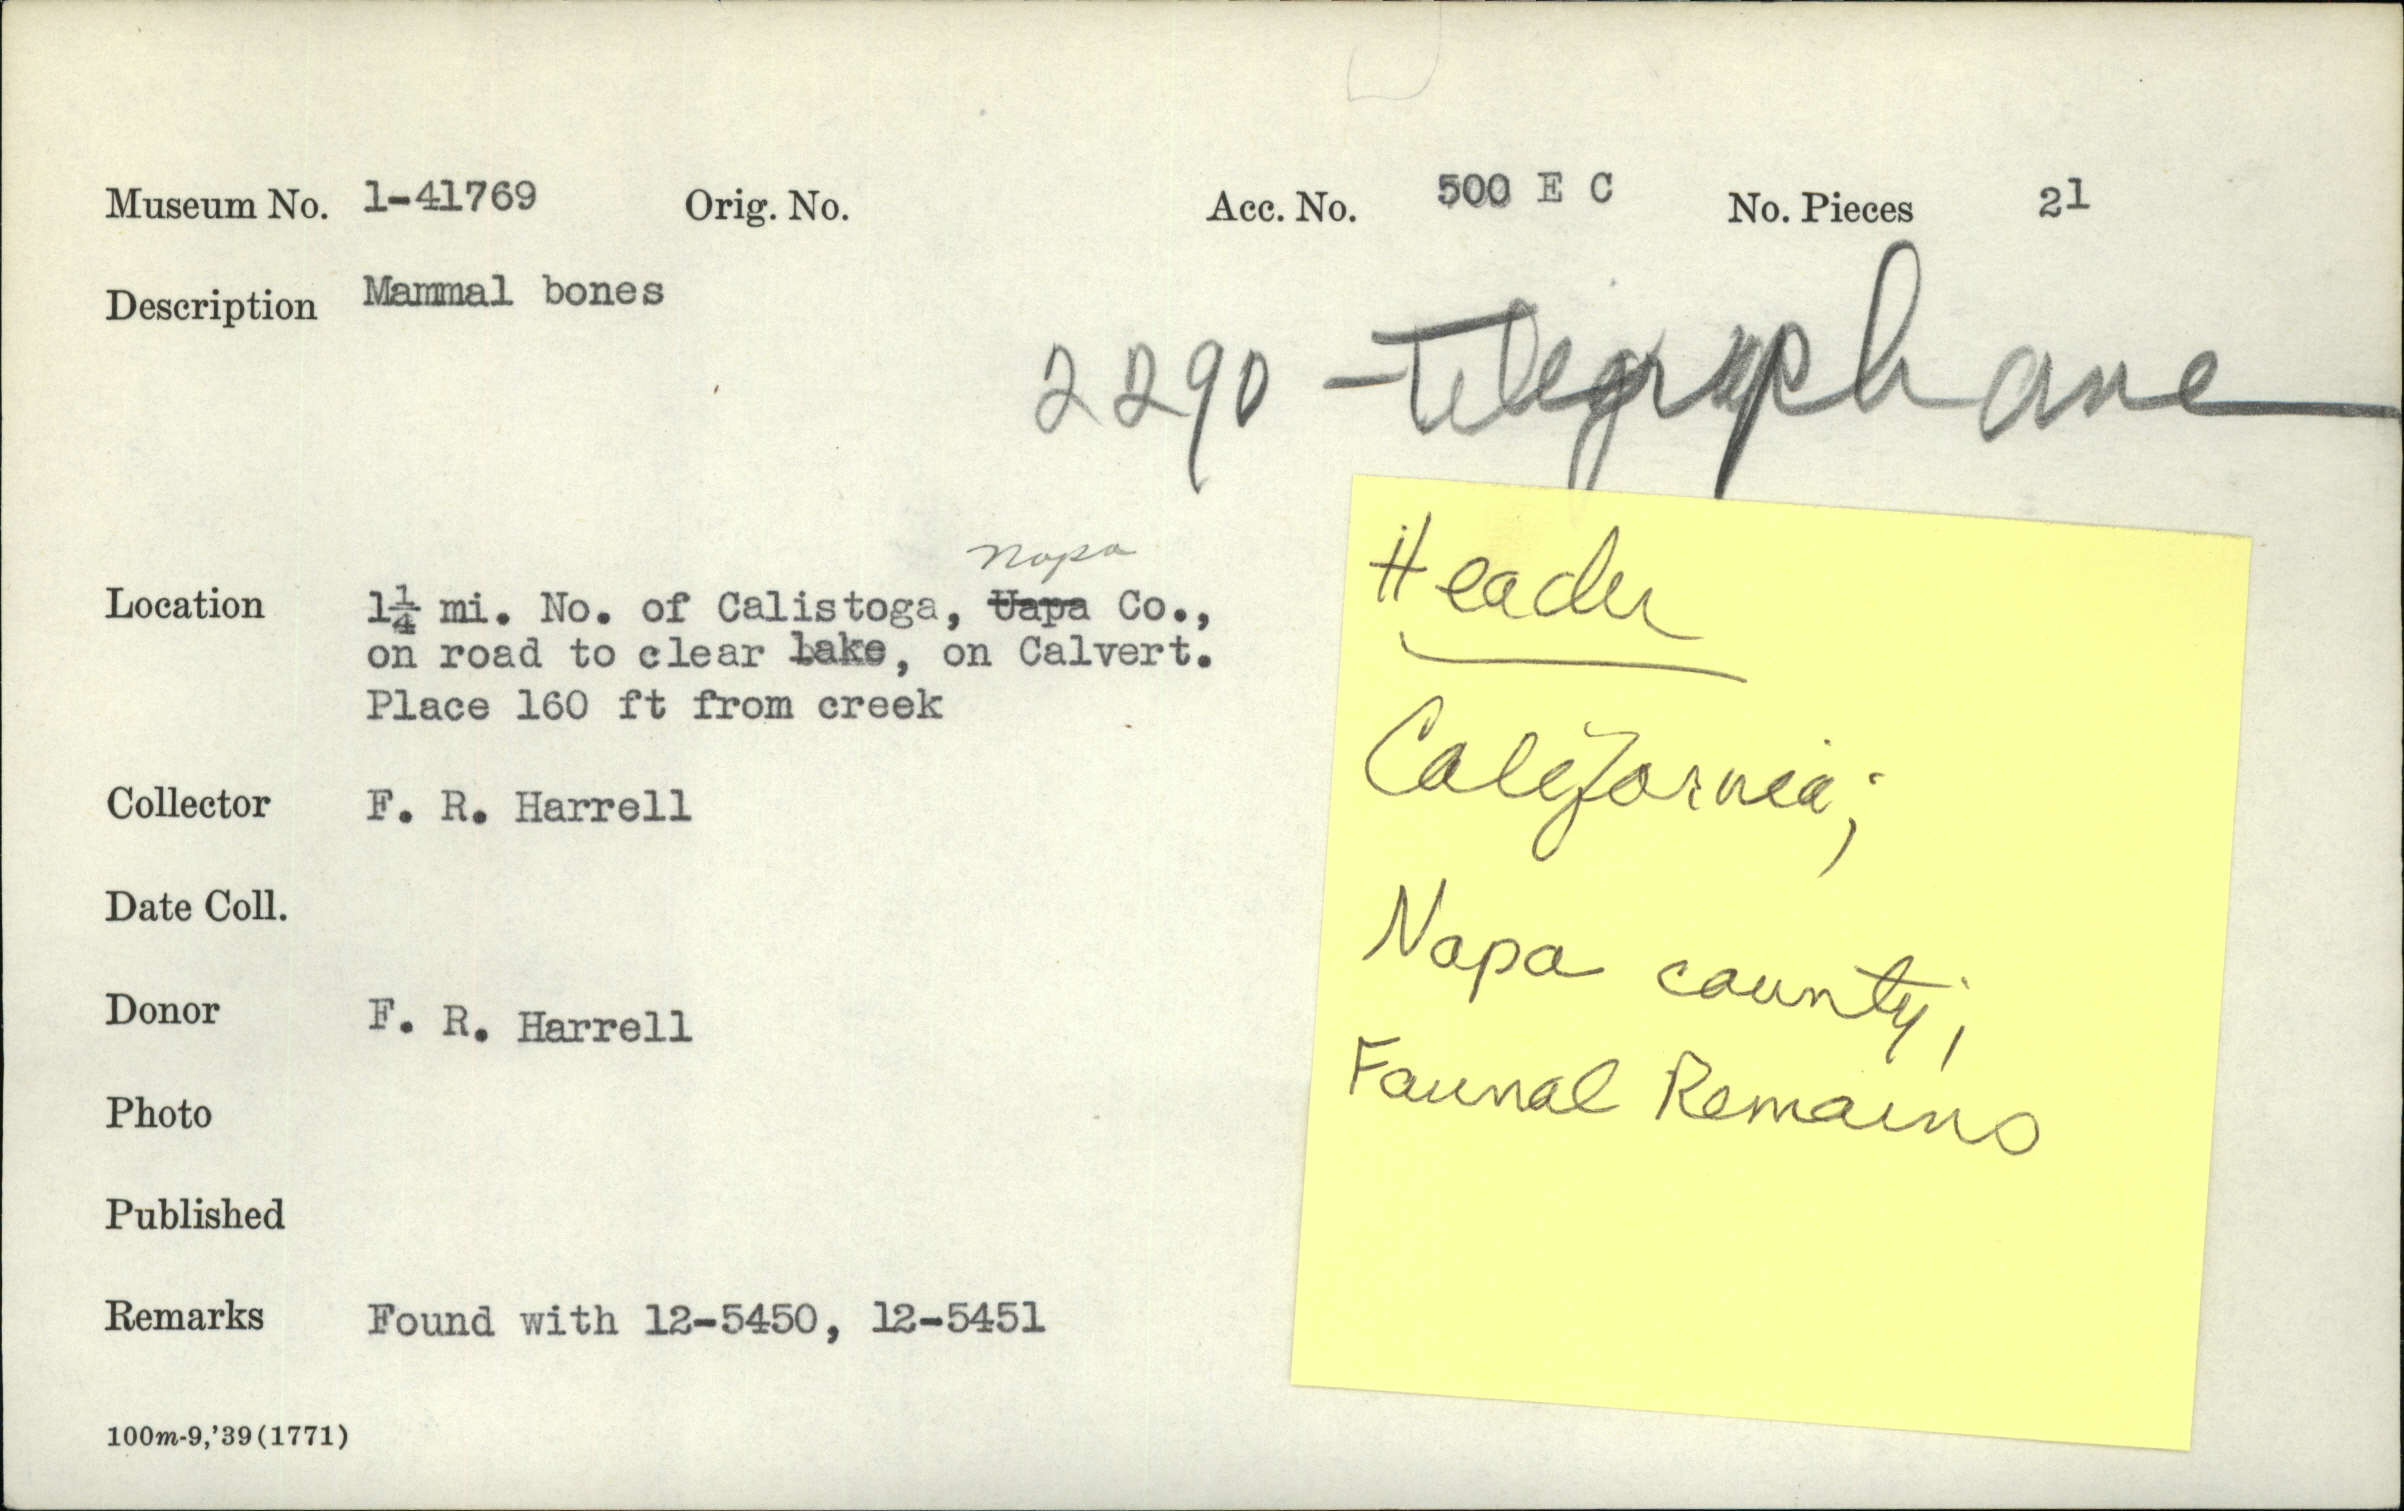 Museum No. 1-41769 Orig. No. Acc. No. 500 E C No. Pieces 21
Description Mammal bones
2290 - Telegraph ave
Napa
Location 1¼ mi. No. of Calistoga, Uapa Co.,
on road to clear lake, on Calvert.
Place 160 ft from creek
Collector F. R. Harrell
Date Coll.
Donor F. R. Harrell
Photo
Published
Remarks Found with 12-5450, 12-5451
100m-9,'39(1771)
Header
California;
Napa county;
Faunal Remains